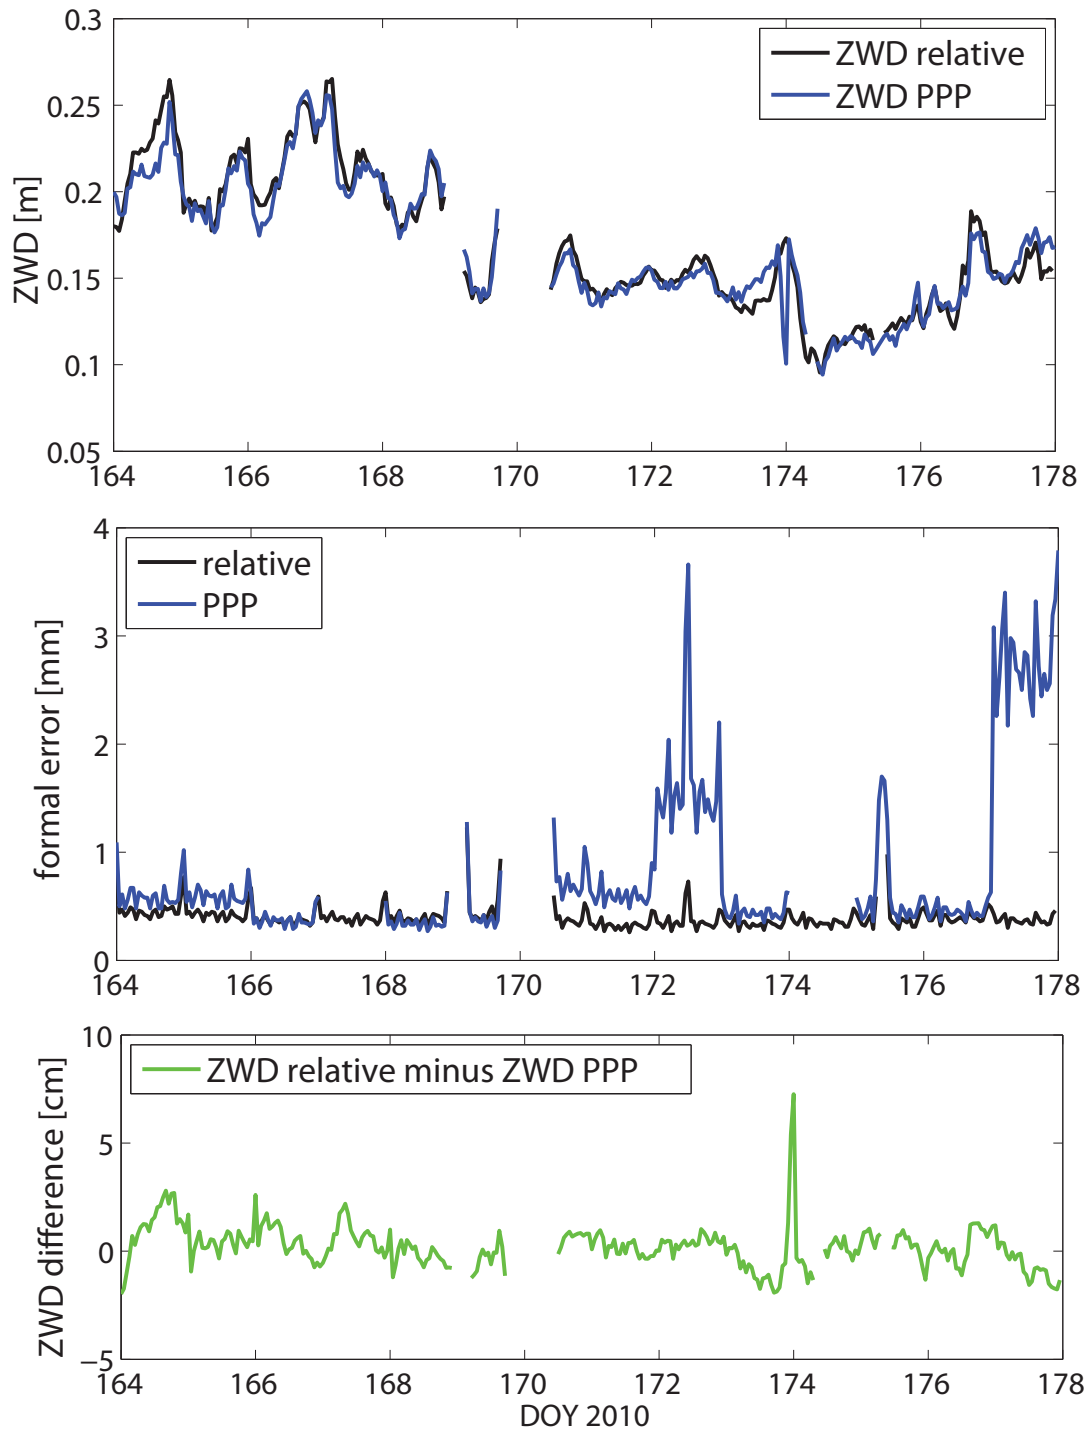 0.3
0.25
0.2
0.15
0.1
0.05
ZWD [m]
ZWD relative
ZWD PPP
164 166 168 170 172 174 176 178
4
3
2
1
0
formal error [mm]
relative
PPP
164 166 168 170 172 174 176 178
10
5
0
−5
ZWD difference [cm]
ZWD relative minus ZWD PPP
164 166 168 170 172 174 176 178
DOY 2010